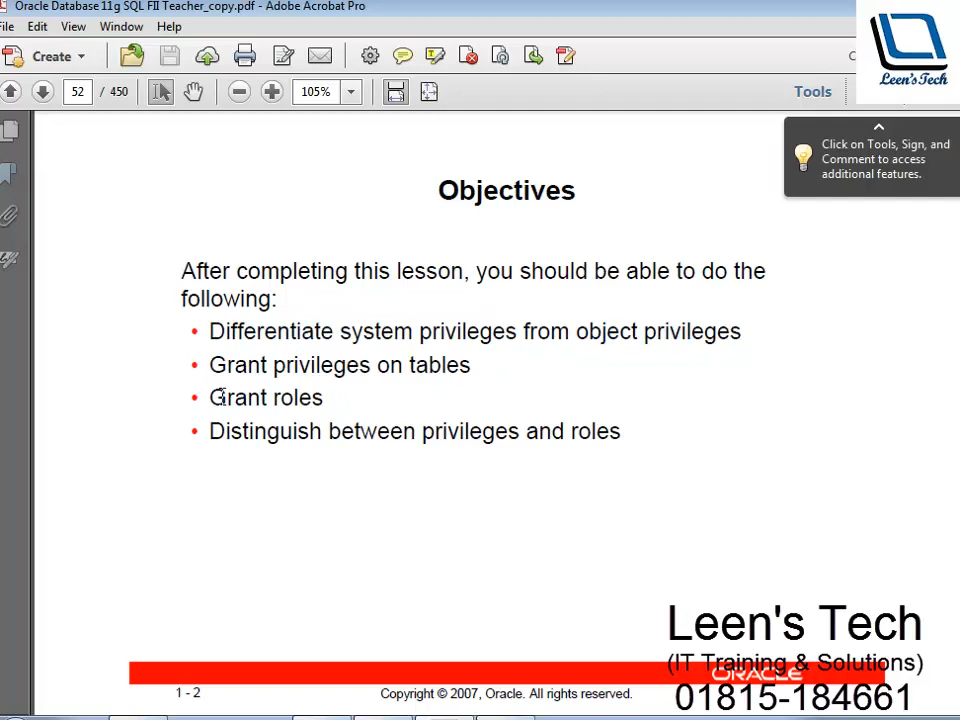 Oracle Database 11g SQL FII Teacher_copy.pdf - Adobe Acrobat Pro
File Edit View Window Help
Create
52 / 450 105% Tools
Leen's Tech
Click on Tools, Sign, and
Comment to access
additional features.
Objectives
After completing this lesson, you should be able to do the
following:
• Differentiate system privileges from object privileges
• Grant privileges on tables
• Grant roles
• Distinguish between privileges and roles
Leen's Tech
(IT Training & Solutions)
ORACLE
01815-184661
1 - 2 Copyright © 2007, Oracle. All rights reserved.